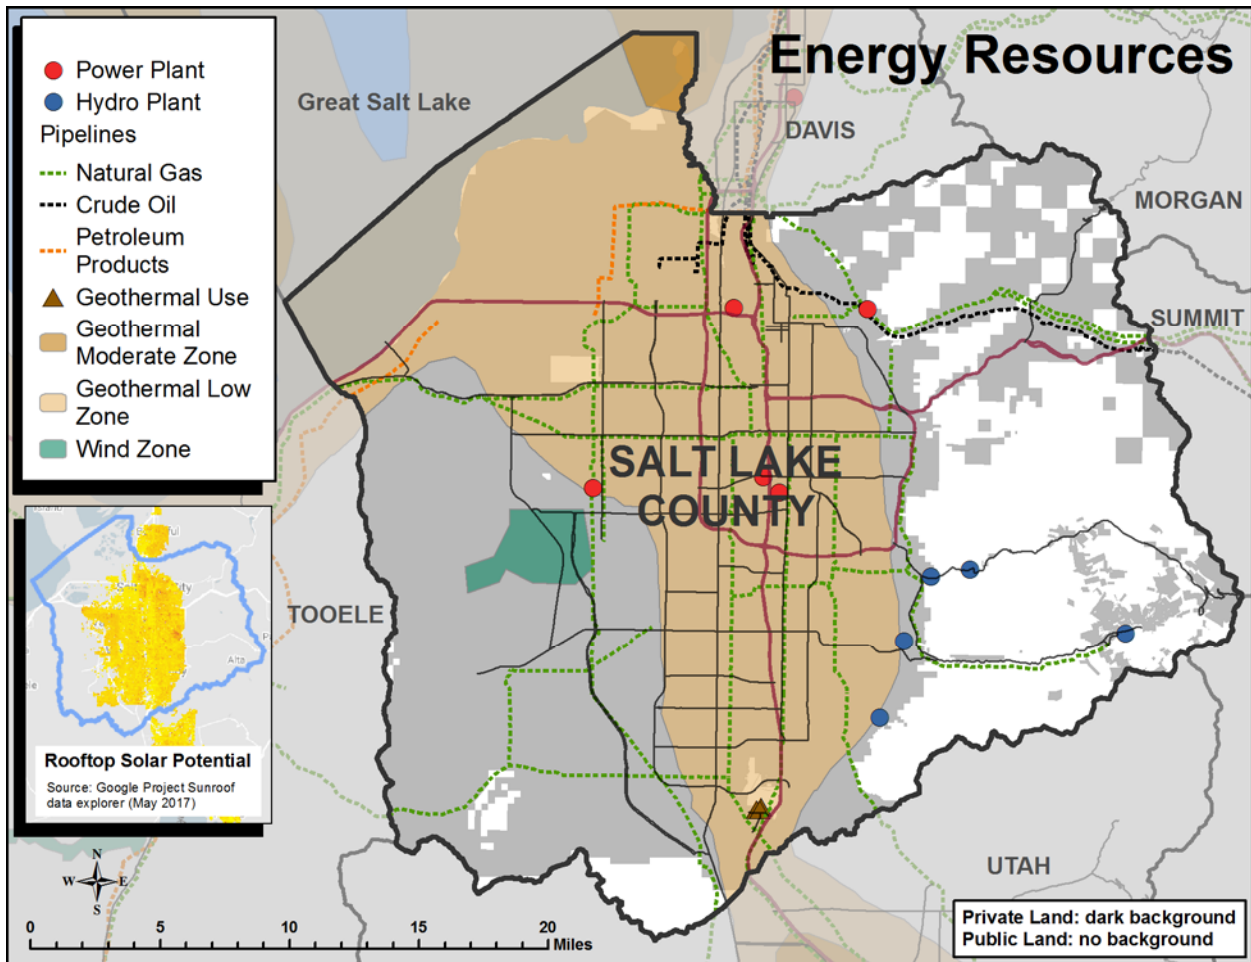 Energy Resources
Power Plant
Hydro Plant
Pipelines
Natural Gas
Crude Oil
Petroleum
Products
Geothermal Use
Geothermal
Moderate Zone
Geothermal Low
Zone
Wind Zone
Great Salt Lake
DAVIS
MORGAN
SUMMIT
SALT LAKE
COUNTY
TOOELE
UTAH
Alta
Rooftop Solar Potential
Source: Google Project Sunroof
data explorer (May 2017)
N
W E
S
0 5 10 15 20
Miles
Private Land: dark background
Public Land: no background